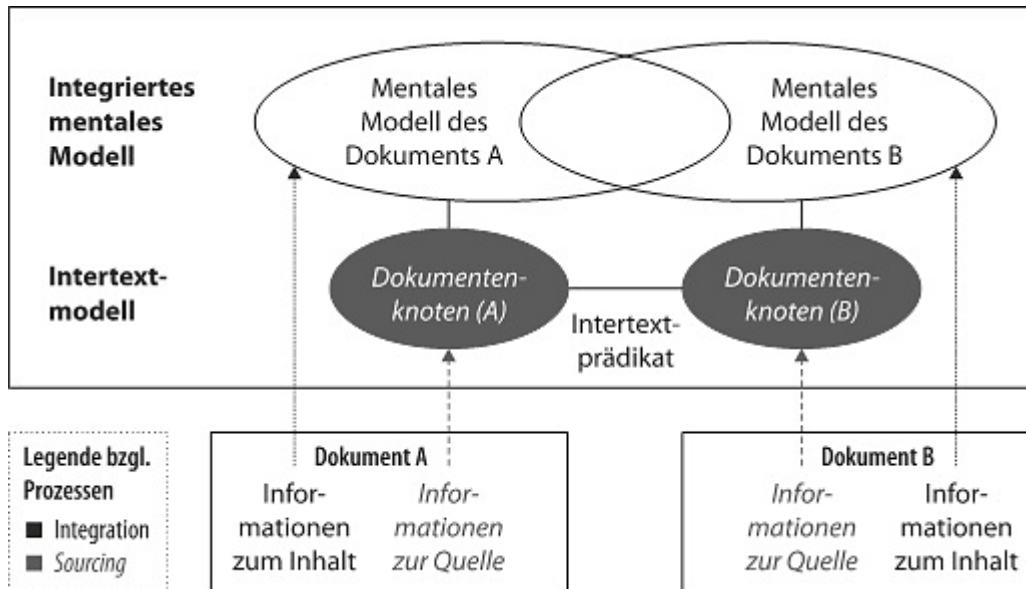 Integriertes
mentales
Modell
Mentales
Modell des
Dokuments A
Mentales
Modell des
Dokuments B
Intertext-
modell
Dokumenten-
knoten (A)
Intertext-
prädikat
Dokumenten-
knoten (B)
Legende bzgl.
Prozessen
Integration
Sourcing
Dokument A
Infor-
mationen
zum Inhalt
Infor-
mationen
zur Quelle
Dokument B
Infor-
mationen
zur Quelle
Infor-
mationen
zum Inhalt